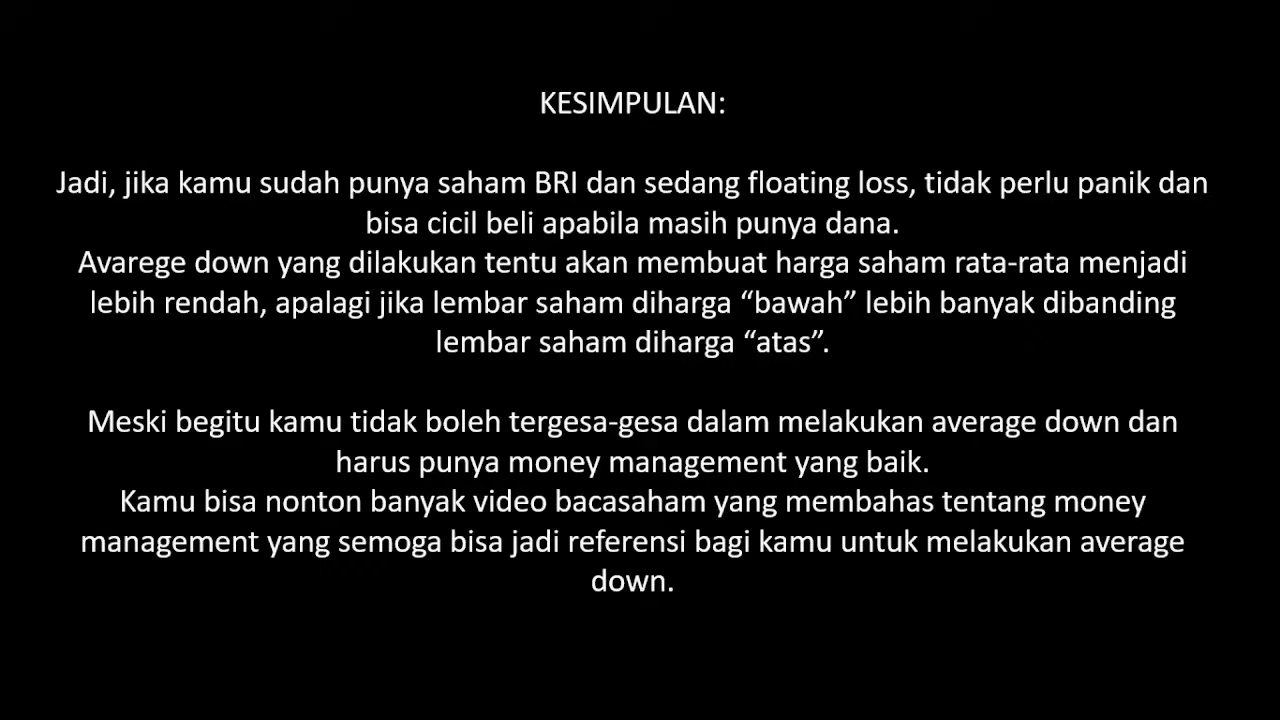 KESIMPULAN:
Jadi, jika kamu sudah punya saham BRI dan sedang floating loss, tidak perlu panik dan
bisa cicil beli apabila masih punya dana.
Avarege down yang dilakukan tentu akan membuat harga saham rata-rata menjadi
lebih rendah, apalagi jika lembar saham diharga “bawah” lebih banyak dibanding
lembar saham diharga “atas”.
Meski begitu kamu tidak boleh tergesa-gesa dalam melakukan average down dan
harus punya money management yang baik.
Kamu bisa nonton banyak video bacasaham yang membahas tentang money
management yang semoga bisa jadi referensi bagi kamu untuk melakukan average
down.